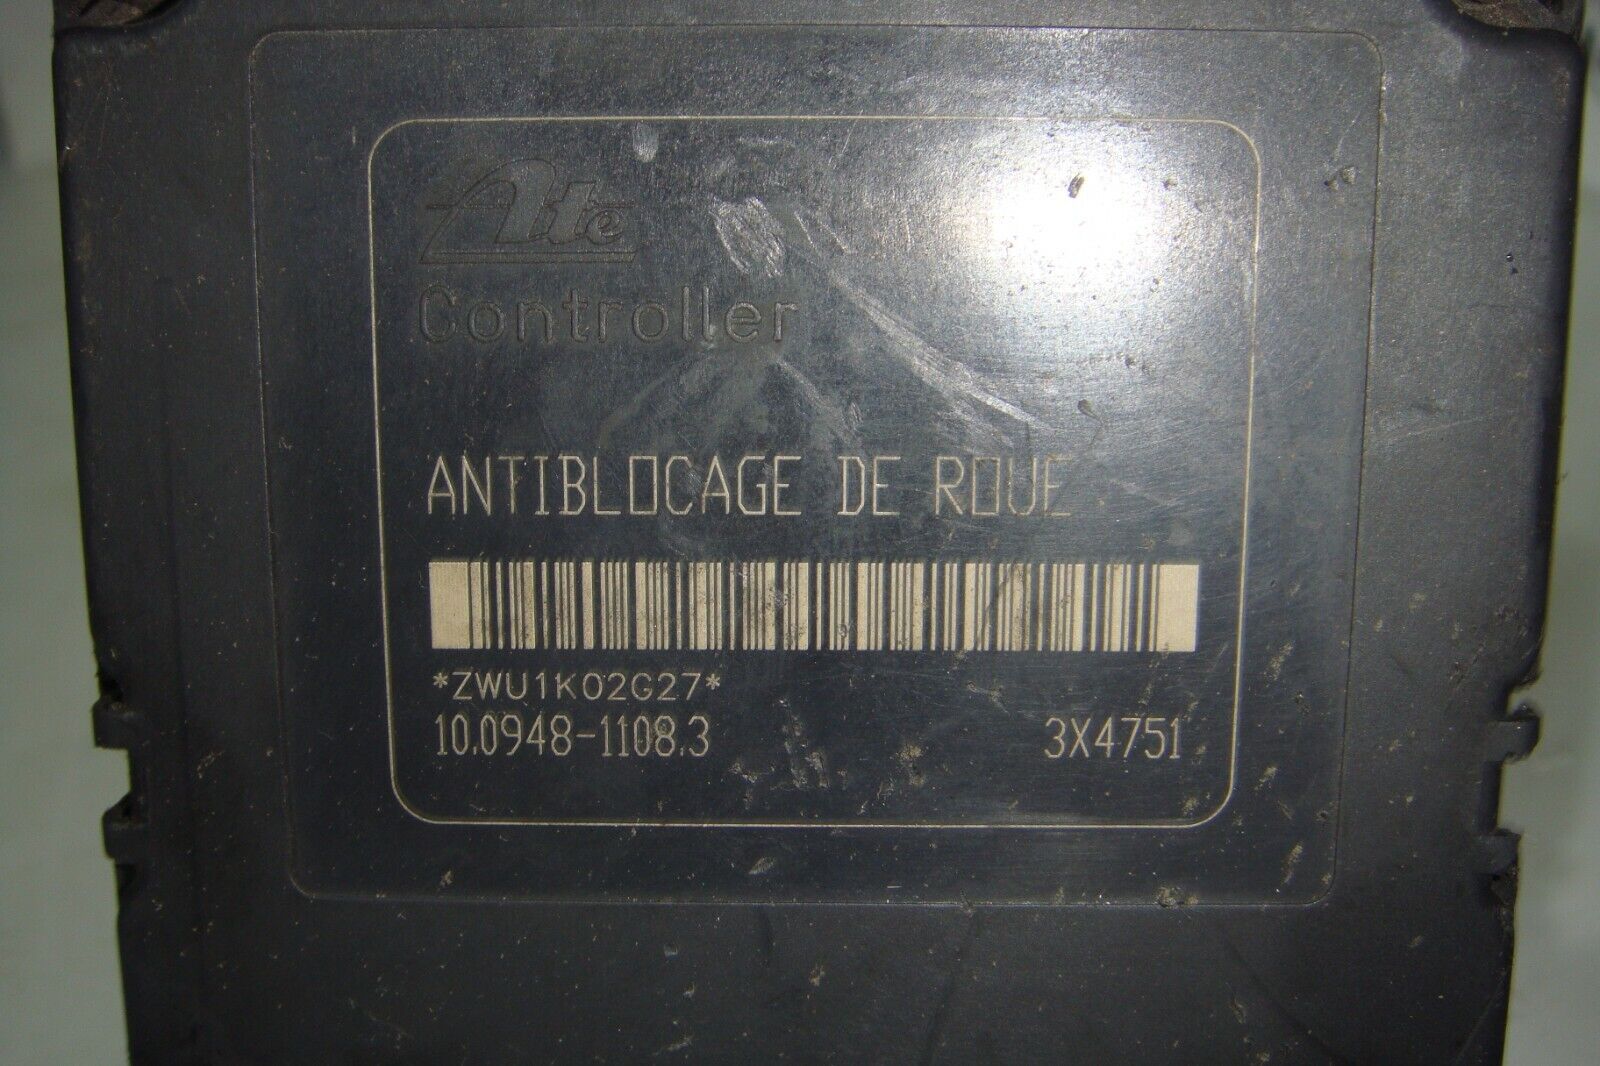 Ate
Controller
ANTIBLOCAGE DE ROUE
*ZWU1K02G27*
10.0948-1108.3 3X4751